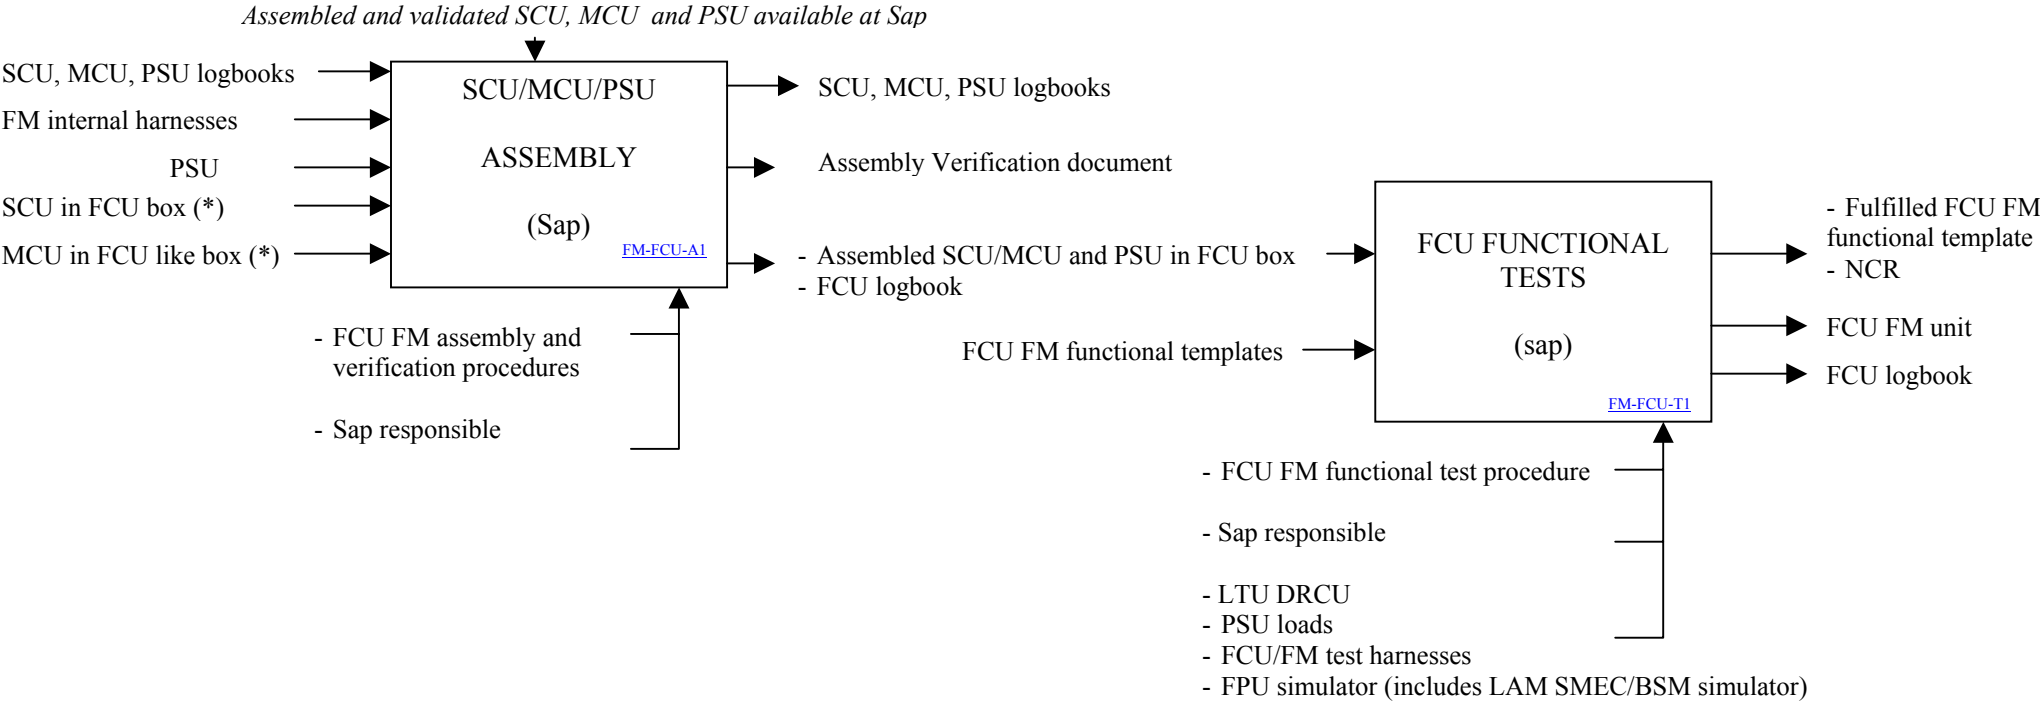 Assembled and validated SCU, MCU and PSU available at Sap
SCU, MCU, PSU logbooks
FM internal harnesses
PSU
SCU in FCU box (*)
MCU in FCU like box (*)
SCU/MCU/PSU
ASSEMBLY
(Sap)
FM-FCU-A1
SCU, MCU, PSU logbooks
Assembly Verification document
- Assembled SCU/MCU and PSU in FCU box
- FCU logbook
- FCU FM assembly and
verification procedures
- Sap responsible
FCU FM functional templates
FCU FUNCTIONAL
TESTS
(sap)
FM-FCU-T1
- Fulfilled FCU FM
functional template
- NCR
FCU FM unit
FCU logbook
- FCU FM functional test procedure
- Sap responsible
- LTU DRCU
- PSU loads
- FCU/FM test harnesses
- FPU simulator (includes LAM SMEC/BSM simulator)